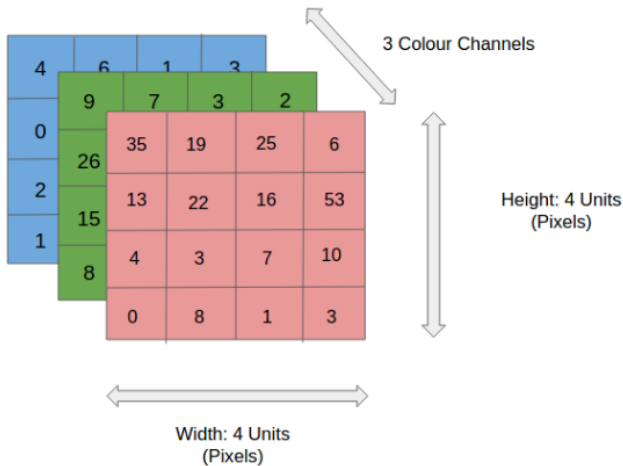 3 Colour Channels
4 6 1 3
0
2
1
9 7 3 2
26
15
8
35 19 25 6
13 22 16 53
4 3 7 10
0 8 1 3
Height: 4 Units
(Pixels)
Width: 4 Units
(Pixels)